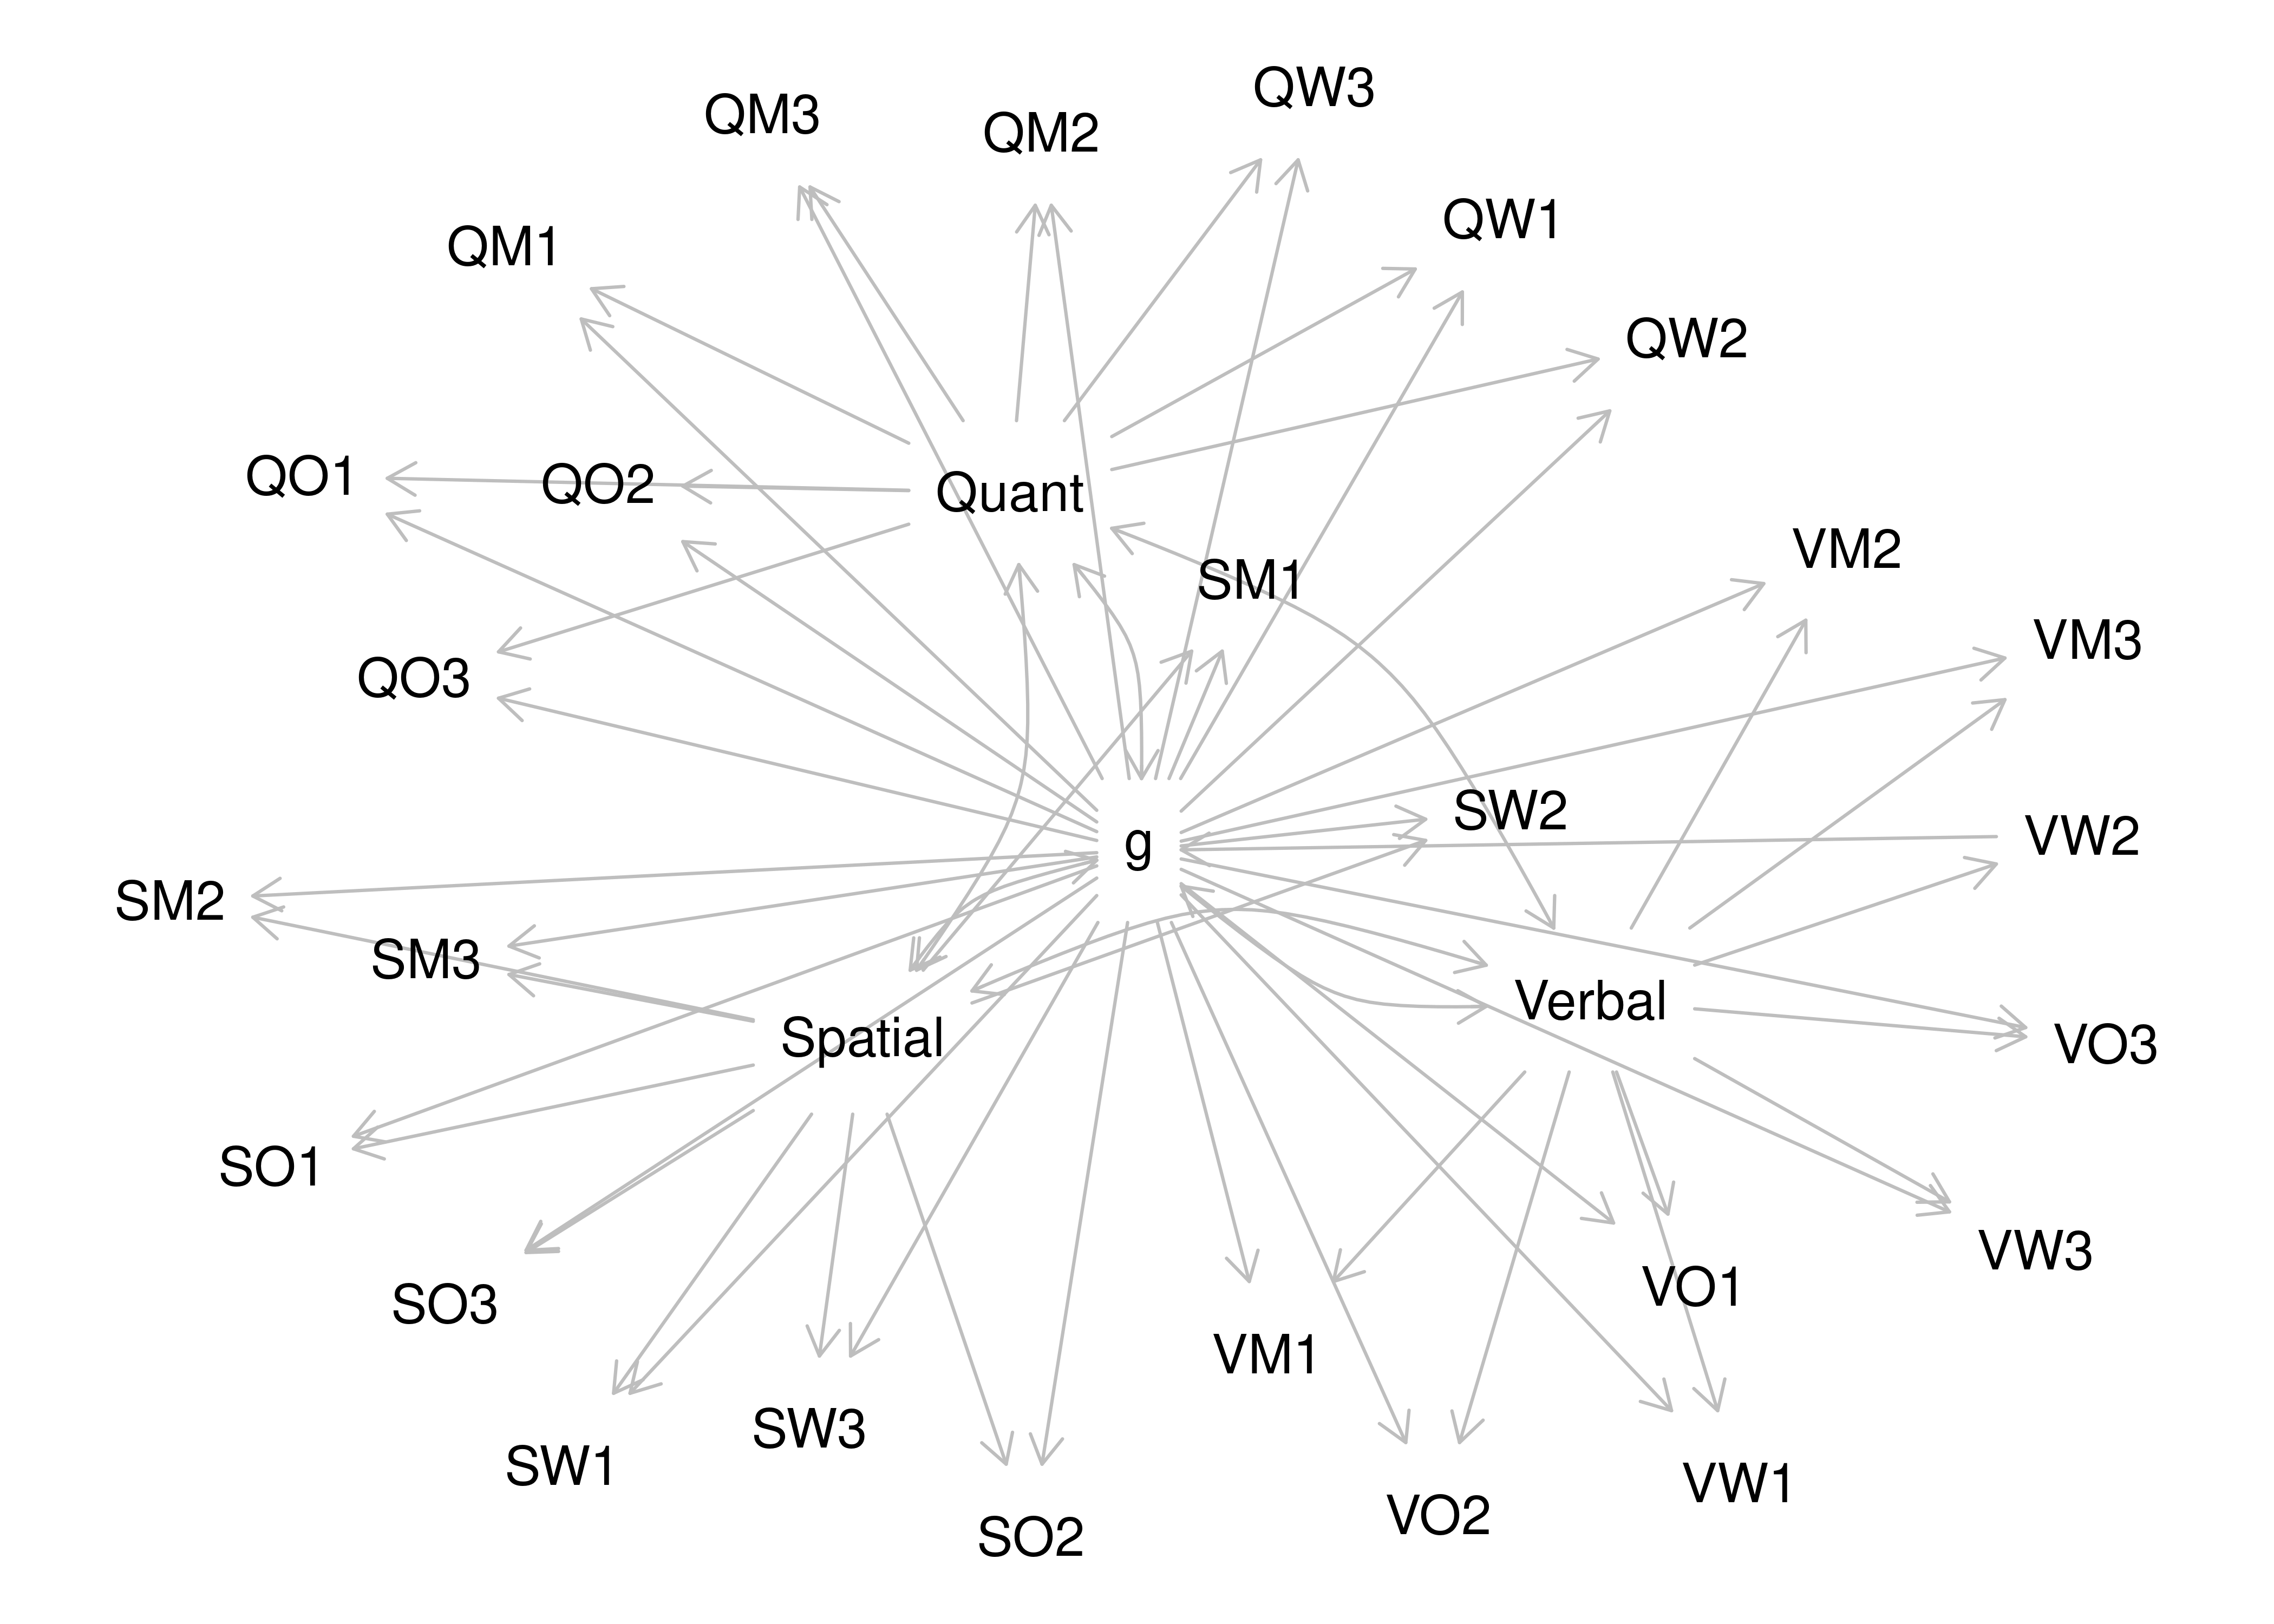 QW3
QM3
QM2
QW1
QM1
QW2
QO1
QO2
Quant
VM2
SM1
VM3
QO3
SW2
VW2
g
SM2
SM3
Verbal
Spatial
VO3
SO1
VW3
VO1
SO3
VM1
SW3
SW1
VW1
VO2
SO2